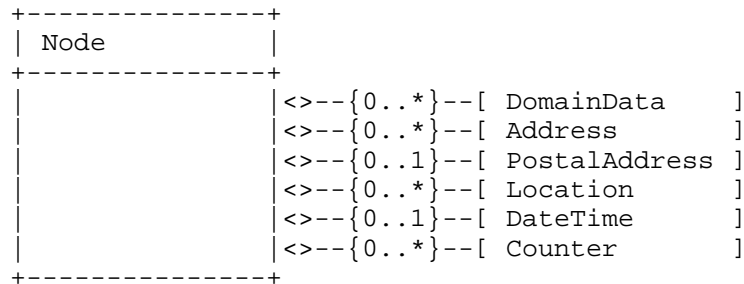 +---------------+
| Node          |
+---------------+
|               |<>--{0..*}--[ DomainData    ]
|               |<>--{0..*}--[ Address       ]
|               |<>--{0..1}--[ PostalAddress ]
|               |<>--{0..*}--[ Location      ]
|               |<>--{0..1}--[ DateTime      ]
|               |<>--{0..*}--[ Counter       ]
+---------------+